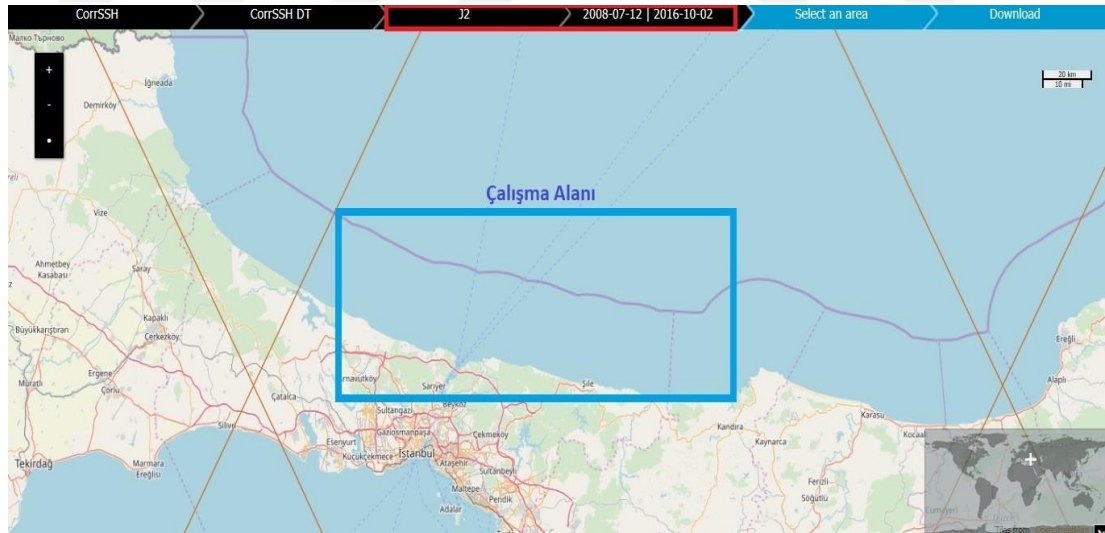 CorrSSH
CorrSSH DT
J2
2008-07-12 | 2016-10-02
Select an area
Download
Малко Търново
+
-
20 km
10 mi
İğneada
Demirköy
Çalışma Alanı
Vize
Ahmetbey
Kasabası
Saray
Kapaklı
Büyükkarıştıran
Çerkezköy
Ereğli
Ergene
Muratlı
Çorlu
Çatalca
Arnavutköy
Sarıyer
Şile
Alaplı
Sultangazi
Beyköz
Silivri
Gaziosmanpaşa
Çekmeköy
Kandıra
Karasu
Esenyurt
Kaynarca
Kocaali
Küçükçekmece
İstanbul
Ataşehir
Sultanbeyli
Tekirdağ
Marmara
Ereğlisi
Maltepe
Pendik
Ferizli
Söğütlü
Adalar
Tiles from